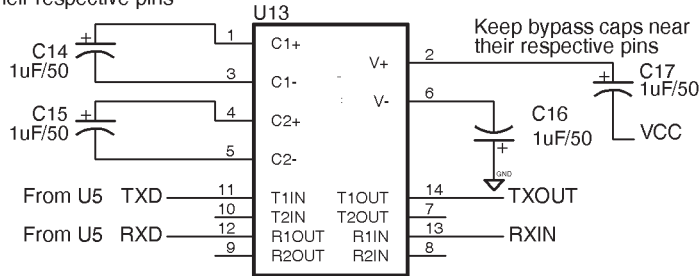 their respective pins
U13
Keep bypass caps near
their respective pins
C14
1uF/50
+
1
C1+
3
C1-
V+
2
+
C17
1uF/50
VCC
C15
1uF/50
+
4
C2+
5
C2-
V-
6
C16
1uF/50
+
GND
From U5 TXD 11 T1IN T1OUT 14 TXOUT
10 T2IN T2OUT 7
From U5 RXD 12 R1OUT R1IN 13 RXIN
9 R2OUT R2IN 8